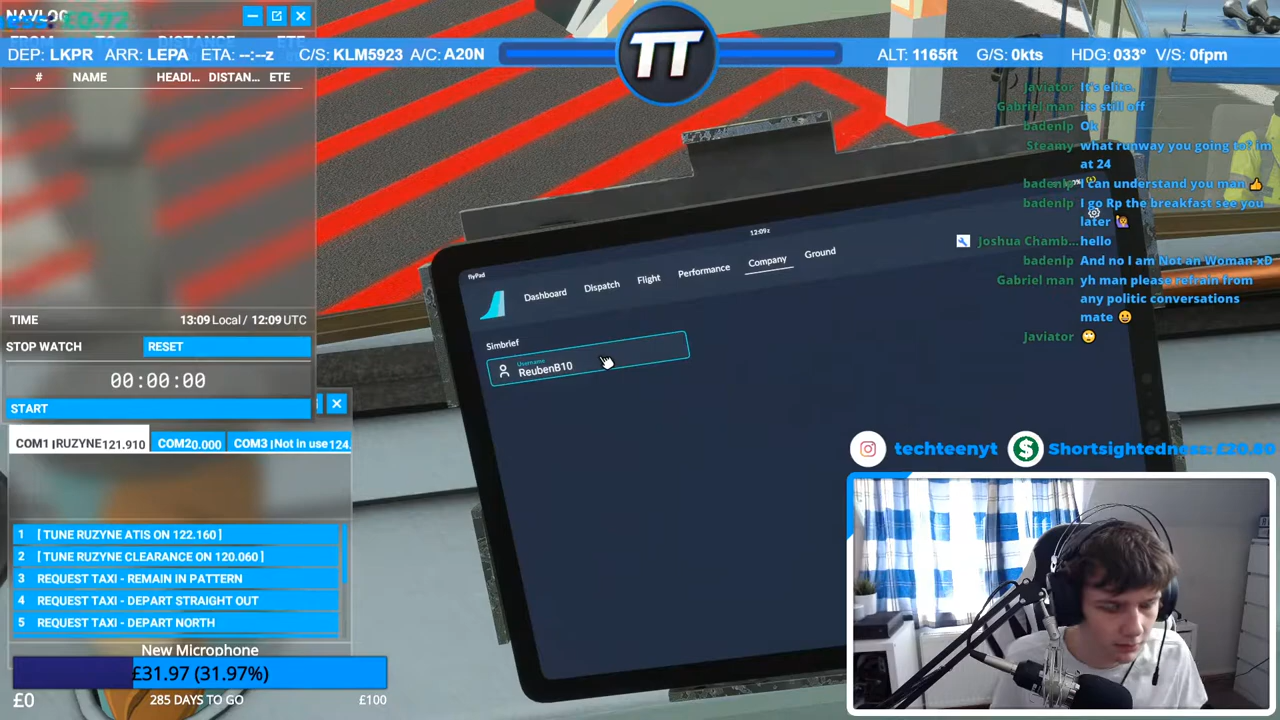 NAVLOG
DEP: LKPR ARR: LEPA ETA: --:--z C/S: KLM5923 A/C: A20N
TT
ALT: 1165ft G/S: 0kts HDG: 033° V/S: 0fpm
# NAME HEADI... DISTAN... ETE
TIME 13:09 Local / 12:09 UTC
STOP WATCH RESET
00:00:00
START
COM1 |RUZYNE 121.910 COM2 0.000 COM3 |Not in use 124.
1 [ TUNE RUZYNE ATIS ON 122.160 ]
2 [ TUNE RUZYNE CLEARANCE ON 120.060 ]
3 REQUEST TAXI - REMAIN IN PATTERN
4 REQUEST TAXI - DEPART STRAIGHT OUT
5 REQUEST TAXI - DEPART NORTH
New Microphone
£31.97 (31.97%)
£0 285 DAYS TO GO £100
flyPad 12:09z
Dashboard Dispatch Flight Performance Company Ground
Simbrief
Username
ReubenB10
Javiator It's elite.
Gabriel man its still off
badenlp Ok
Steamy what runway you going to? im
at 24
badenlp I can understand you man 👍
badenlp I go Rp the breakfast see you
later 🙋‍♀️
Joshua Chamb... hello
badenlp And no I am Not an Woman xD
Gabriel man yh man please refrain from
any politic conversations
mate 😀
Javiator 🙄
techteenyt Shortsightedness: £20.80